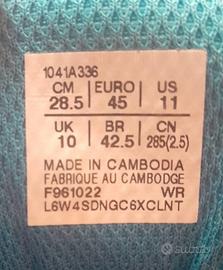 1041A336
CM EURO US
28.5 45 11
UK BR CN
10 42.5 285(2.5)
MADE IN CAMBODIA
FABRIQUE AU CAMBODGE
F961022 WR
L6W4SDNGC6XCLNT
subito